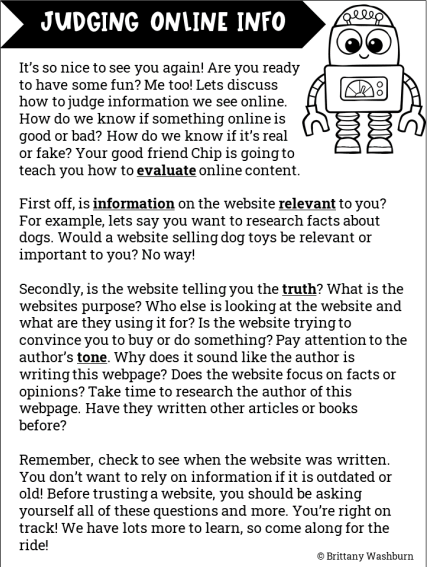 JUDGING ONLINE INFO
It's so nice to see you again! Are you ready
to have some fun? Me too! Lets discuss
how to judge information we see online.
How do we know if something online is
good or bad? How do we know if it's real
or fake? Your good friend Chip is going to
teach you how to evaluate online content.
First off, is information on the website relevant to you?
For example, lets say you want to research facts about
dogs. Would a website selling dog toys be relevant or
important to you? No way!
Secondly, is the website telling you the truth? What is the
websites purpose? Who else is looking at the website and
what are they using it for? Is the website trying to
convince you to buy or do something? Pay attention to the
author's tone. Why does it sound like the author is
writing this webpage? Does the website focus on facts or
opinions? Take time to research the author of this
webpage. Have they written other articles or books
before?
Remember, check to see when the website was written.
You don't want to rely on information if it is outdated or
old! Before trusting a website, you should be asking
yourself all of these questions and more. You're right on
track! We have lots more to learn, so come along for the
ride!
© Brittany Washburn